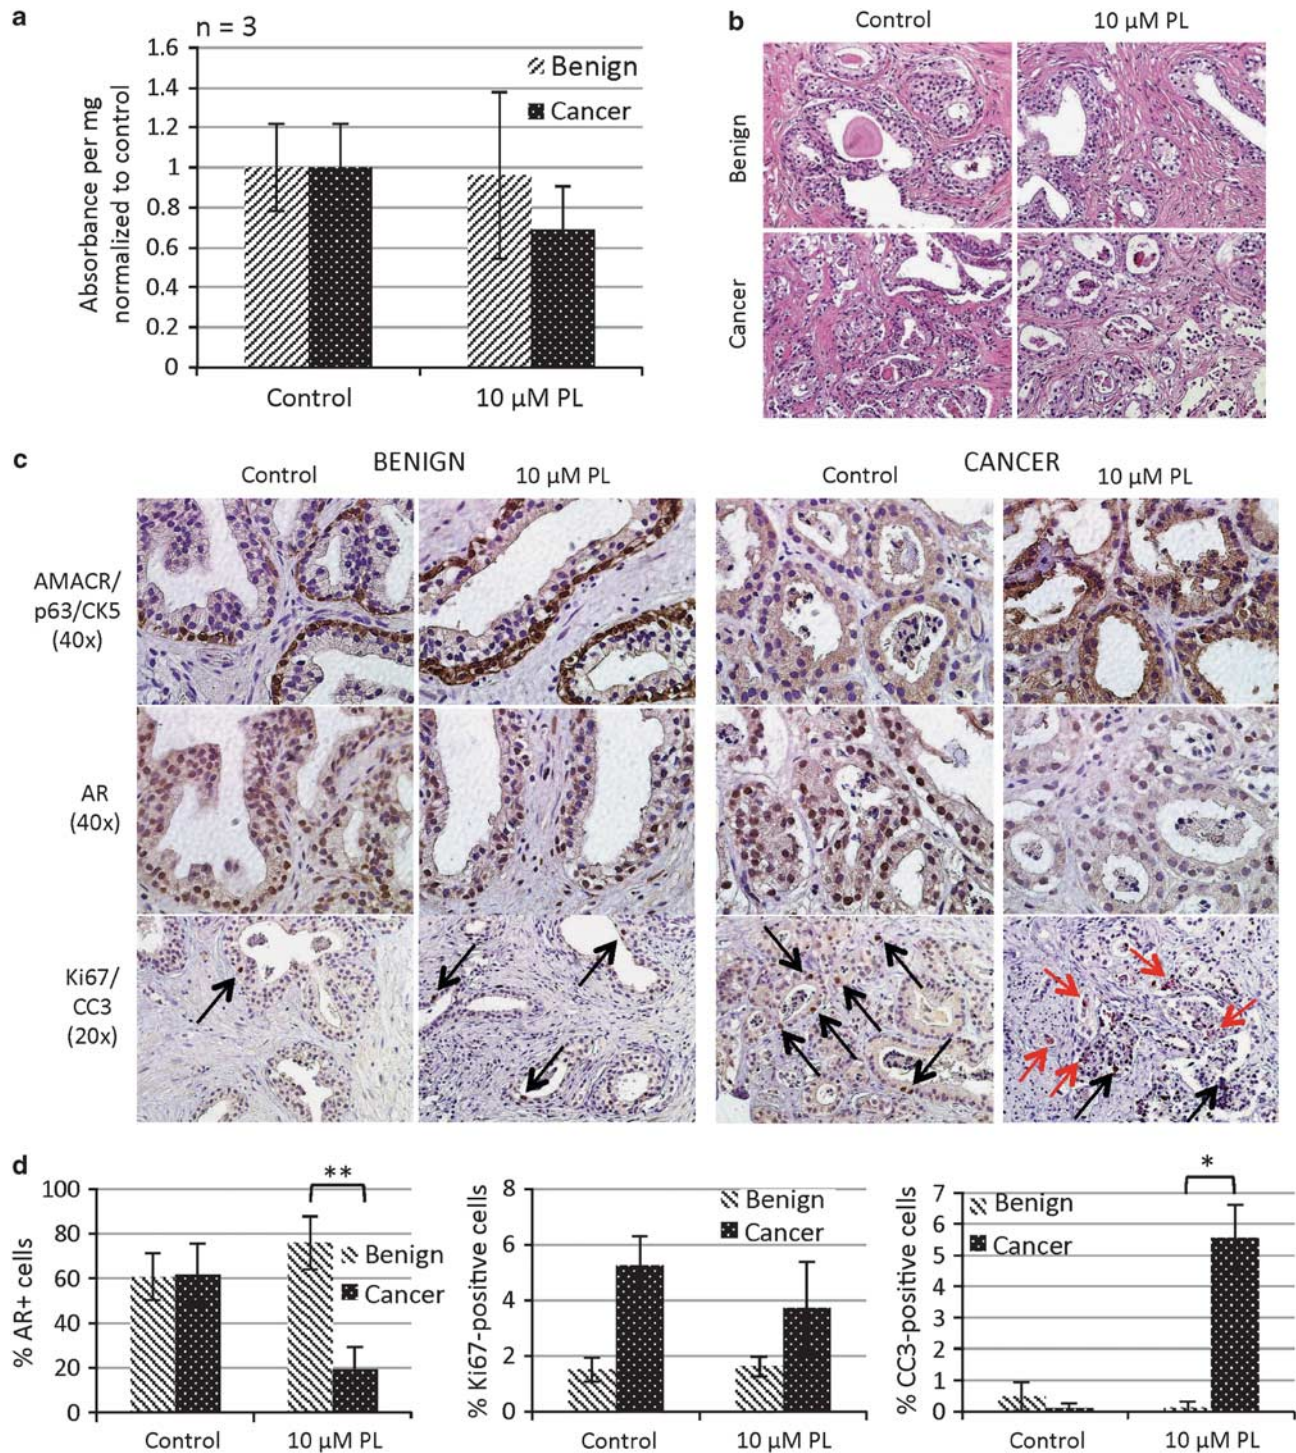 a
n = 3
Absorbance per mg
normalized to control
1.6
1.4
1.2
1
0.8
0.6
0.4
0.2
0
Benign
Cancer
Control
10 µM PL
b
Control
10 µM PL
Benign
Cancer
c
BENIGN
Control
10 µM PL
CANCER
Control
10 µM PL
AMACR/
p63/CK5
(40x)
AR
(40x)
Ki67/
CC3
(20x)
d
% AR+ cells
100
80
60
40
20
0
**
Benign
Cancer
Control
10 µM PL
% Ki67-positive cells
8
6
4
2
0
Benign
Cancer
Control
10 µM PL
% CC3-positive cells
7
6
5
4
3
2
1
0
*
Benign
Cancer
Control
10 µM PL